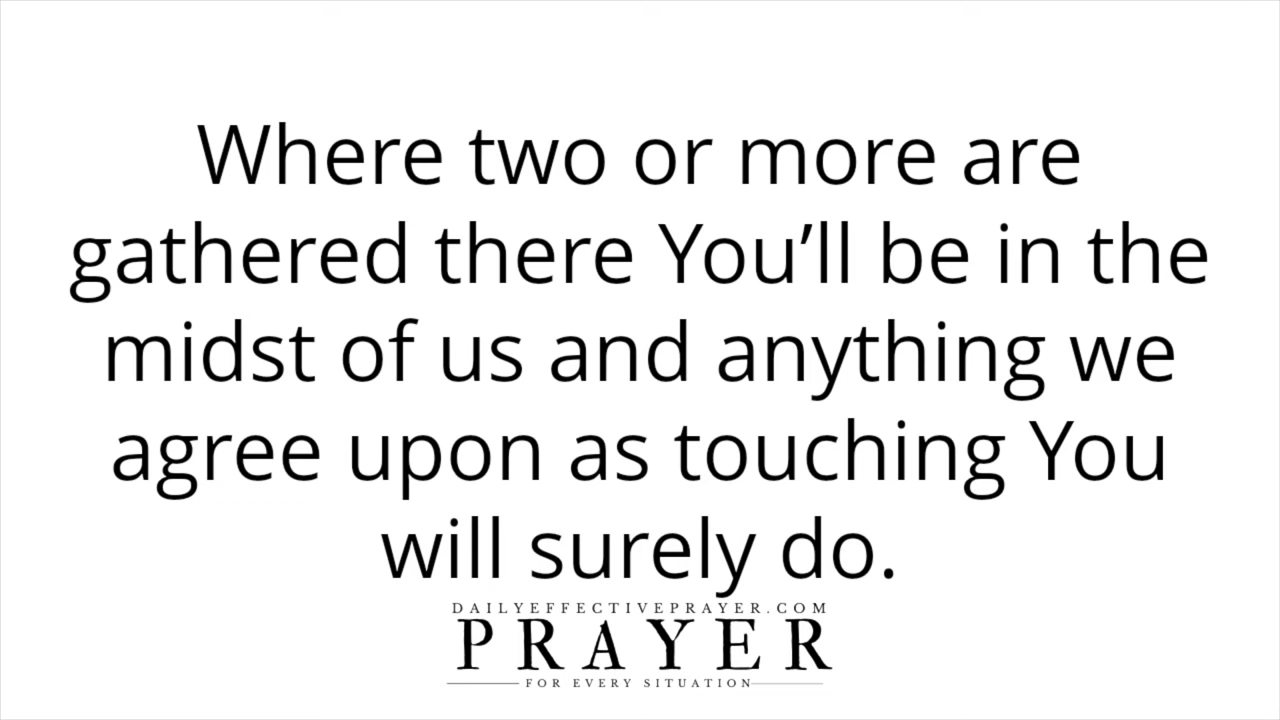 Where two or more are
gathered there You’ll be in the
midst of us and anything we
agree upon as touching You
will surely do.
DAILYEFFECTIVEPRAYER.COM
PRAYER
FOR EVERY SITUATION